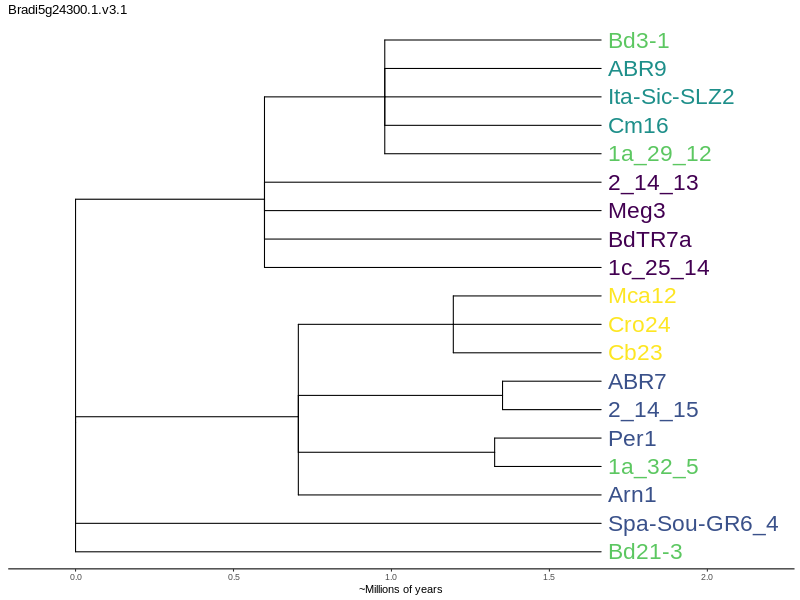 Bradi5g24300.1.v3.1
Bd3-1
ABR9
Ita-Sic-SLZ2
Cm16
1a_29_12
2_14_13
Meg3
BdTR7a
1c_25_14
Mca12
Cro24
Cb23
ABR7
2_14_15
Per1
1a_32_5
Arn1
Spa-Sou-GR6_4
Bd21-3
0.0 0.5 1.0 1.5 2.0
~Millions of years